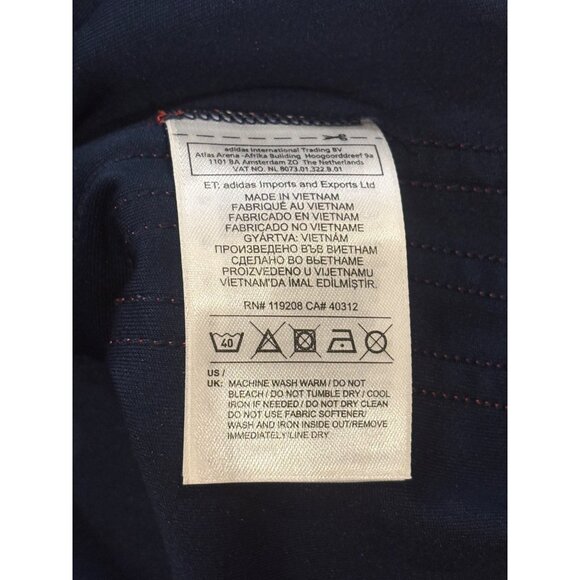 adidas International Trading BV
Atlas Arena -Afrika Building Hoogoorddreef 9a
1101 BA Amsterdam ZO The Netherlands
VAT NO. NL 8073.01.322.B.01
ET: adidas Imports and Exports Ltd
MADE IN VIETNAM
FABRIQUÉ AU VIETNAM
FABRICADO EN VIETNAM
FABRICADO NO VIETNAME
GYÁRTVA: VIETNÁM
ПРОИЗВЕДЕНО ВЪВ ВИЕТНАМ
СДЕЛАНО ВО ВЬЕТНАМЕ
PROIZVEDENO U VIJETNAMU
VİETNAM'DA İMAL EDİLMİŞTİR.
RN# 119208 CA# 40312
40
US /
UK: MACHINE WASH WARM / DO NOT
BLEACH / DO NOT TUMBLE DRY / COOL
IRON IF NEEDED / DO NOT DRY CLEAN
DO NOT USE FABRIC SOFTENER/
WASH AND IRON INSIDE OUT/REMOVE
IMMEDIATELY/LINE DRY